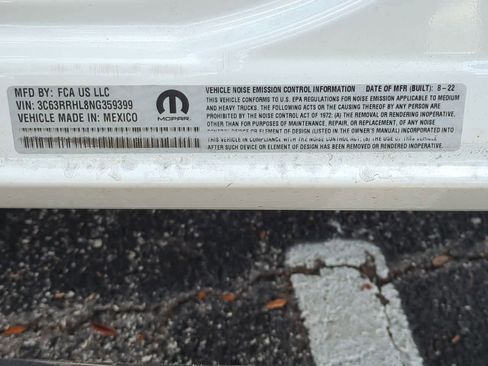 MFD BY: FCA US LLC
VIN: 3C63RRHL8NG359399
VEHICLE MADE IN: MEXICO
MOPAR
VEHICLE NOISE EMISSION CONTROL INFORMATION DATE OF MFR (BUILT): 8-22
THIS VEHICLE CONFORMS TO U.S. EPA REGULATIONS FOR NOISE EMISSION APPLICABLE TO MEDIUM
AND HEAVY TRUCKS. THE FOLLOWING ACTS OR THE CAUSING THEREOF BY ANY PERSON ARE
PROHIBITED BY THE NOISE CONTROL ACT OF 1972: (A) THE REMOVAL OR RENDERING INOPERATIVE,
OTHER THAN FOR PURPOSES OF MAINTENANCE, REPAIR, OR REPLACEMENT, OF ANY NOISE
CONTROL DEVICE OR ELEMENT OF DESIGN (LISTED IN THE OWNER'S MANUAL) INCORPORATED INTO
THIS VEHICLE IN COMPLIANCE WITH THE NOISE CONTROL ACT; (B) THE USE OF THIS VEHICLE
AFTER SUCH DEVICE OR ELEMENT OF DESIGN HAS BEEN REMOVED OR RENDERED INOPERATIVE.